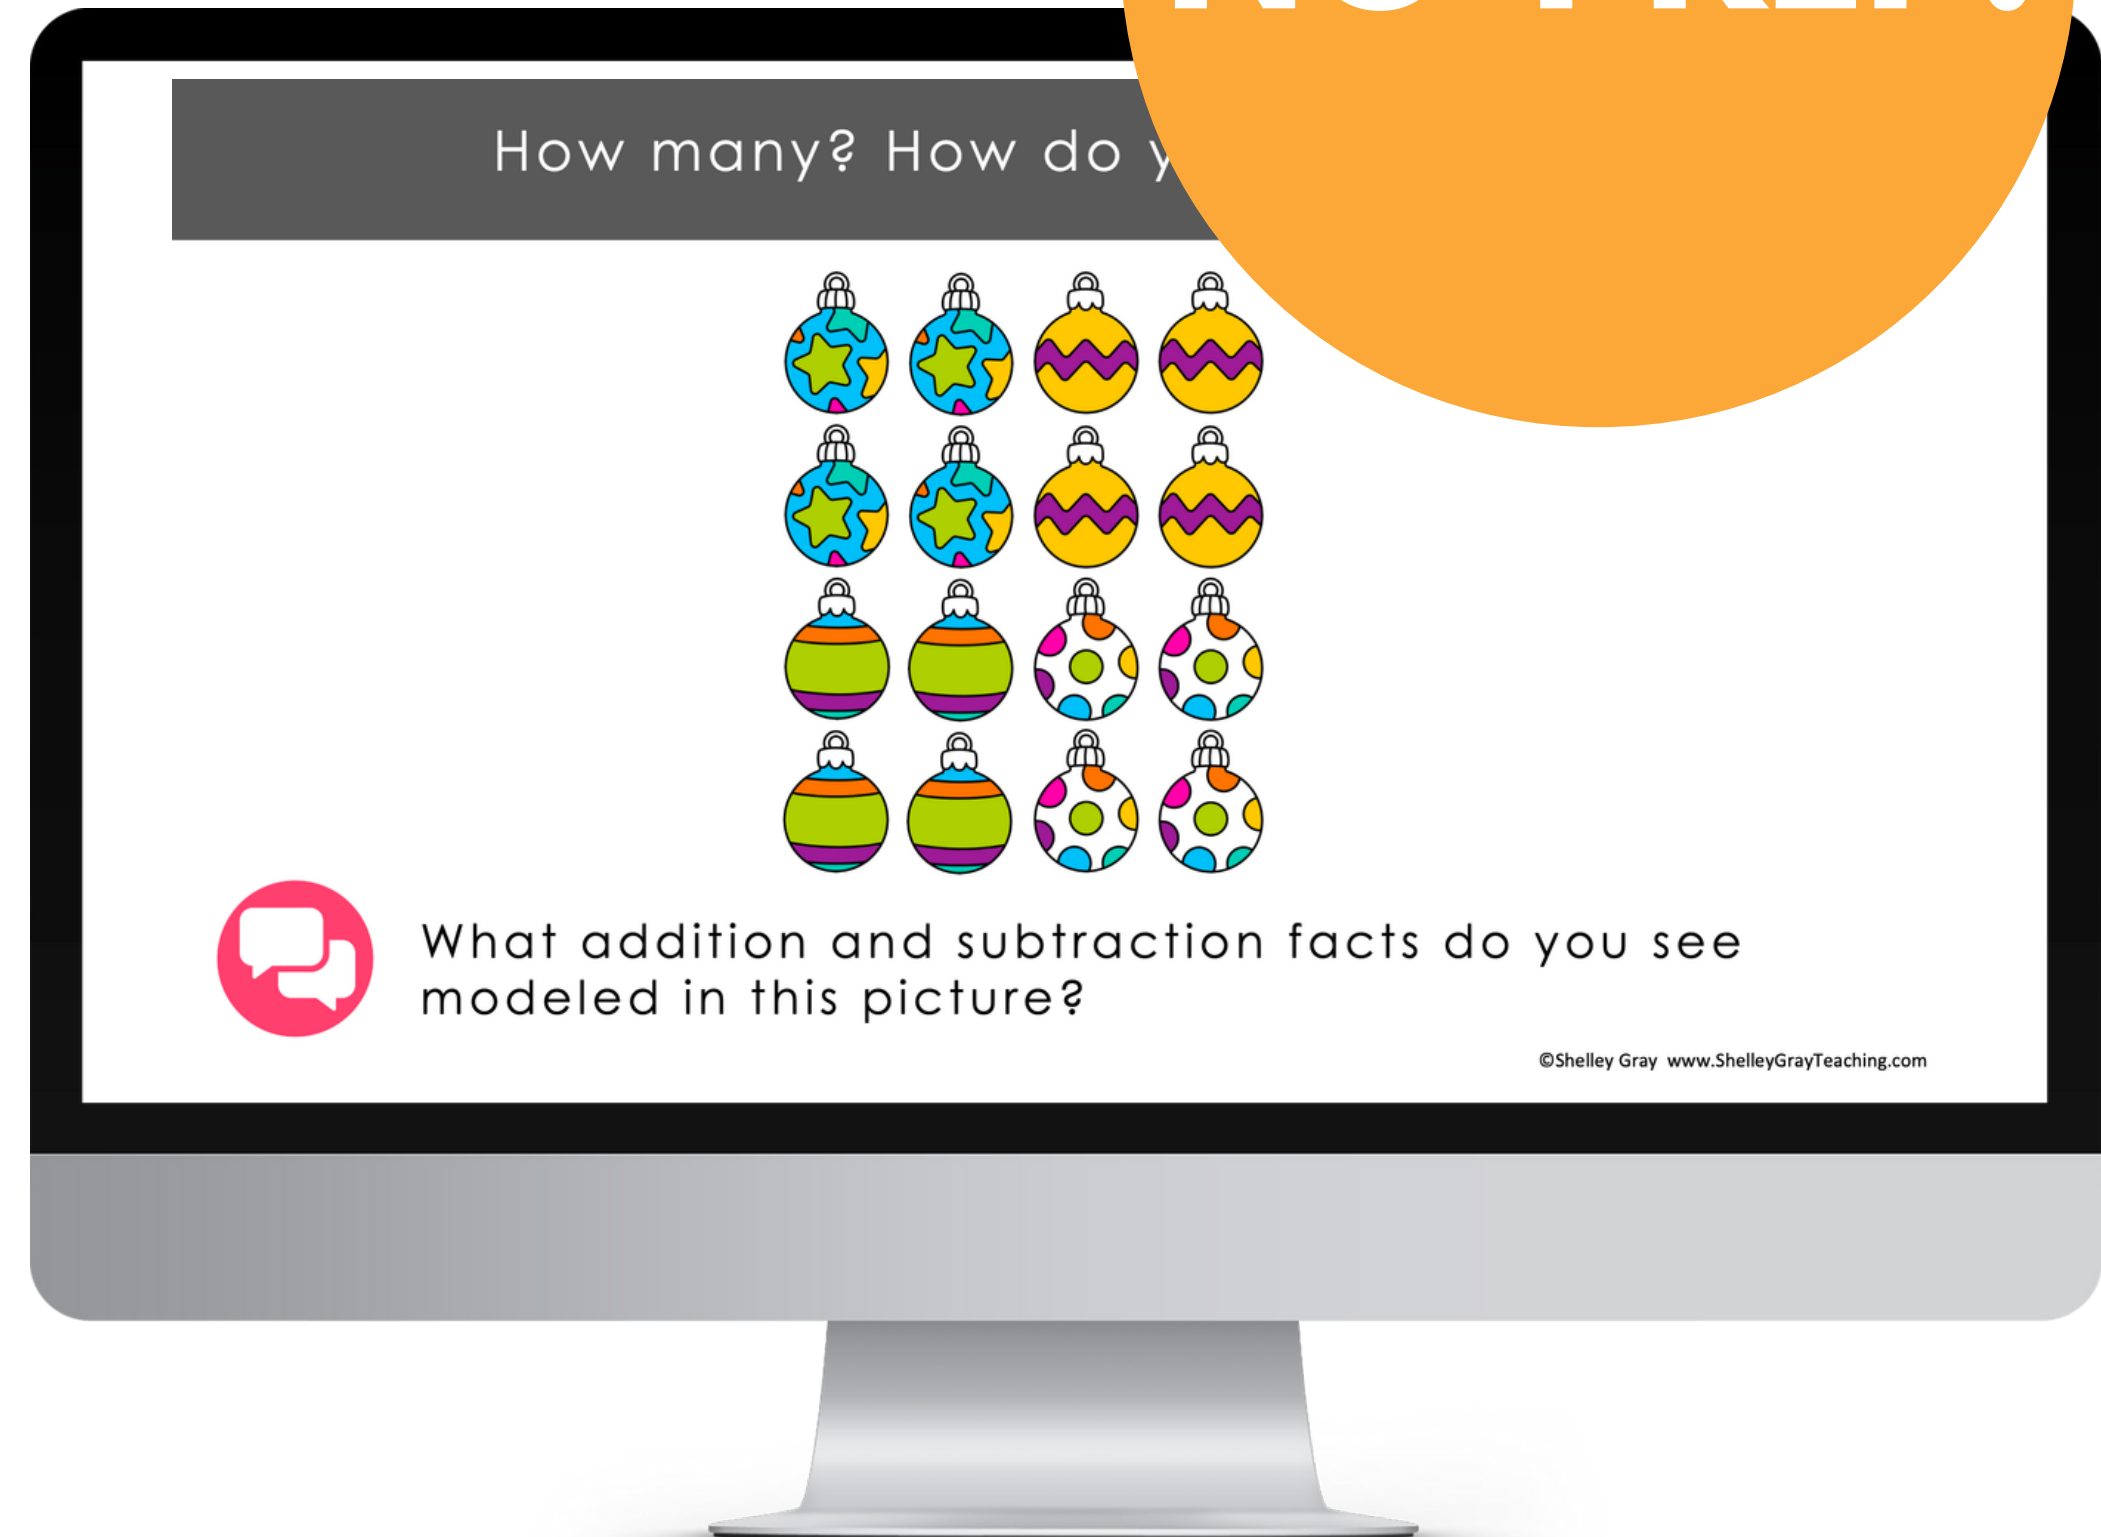 How many? How do
What addition and subtraction facts do you see
modeled in this picture?
©Shelley Gray www.ShelleyGrayTeaching.com